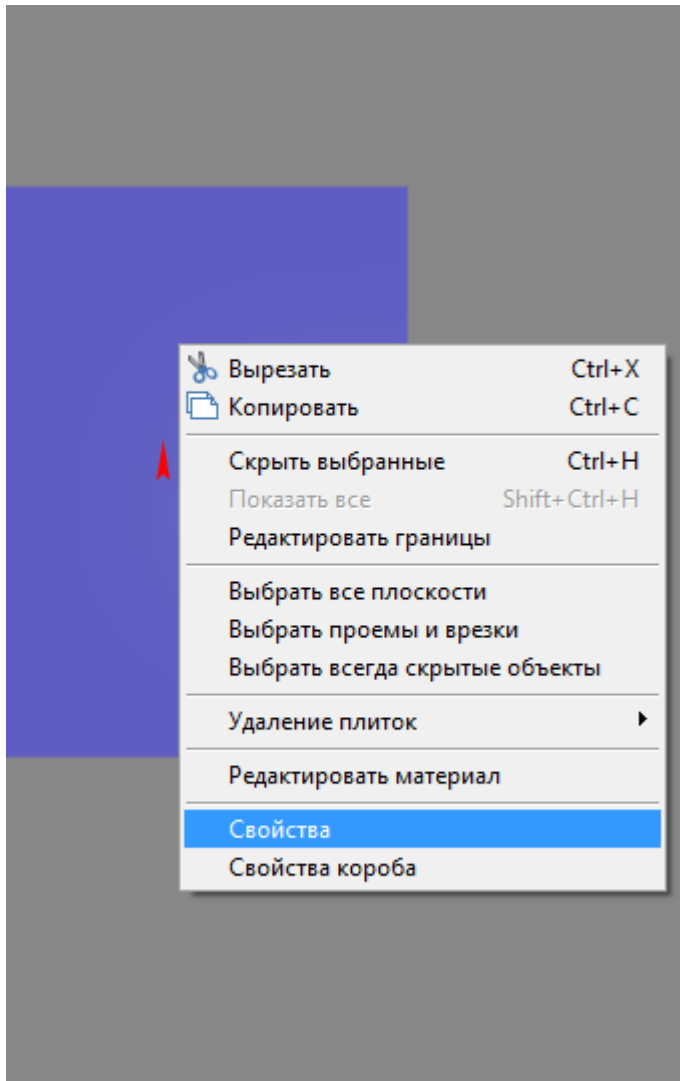 Вырезать Ctrl+X
Копировать Ctrl+C
Скрыть выбранные Ctrl+H
Показать все Shift+Ctrl+H
Редактировать границы
Выбрать все плоскости
Выбрать проемы и врезки
Выбрать всегда скрытые объекты
Удаление плиток
Редактировать материал
Свойства
Свойства короба